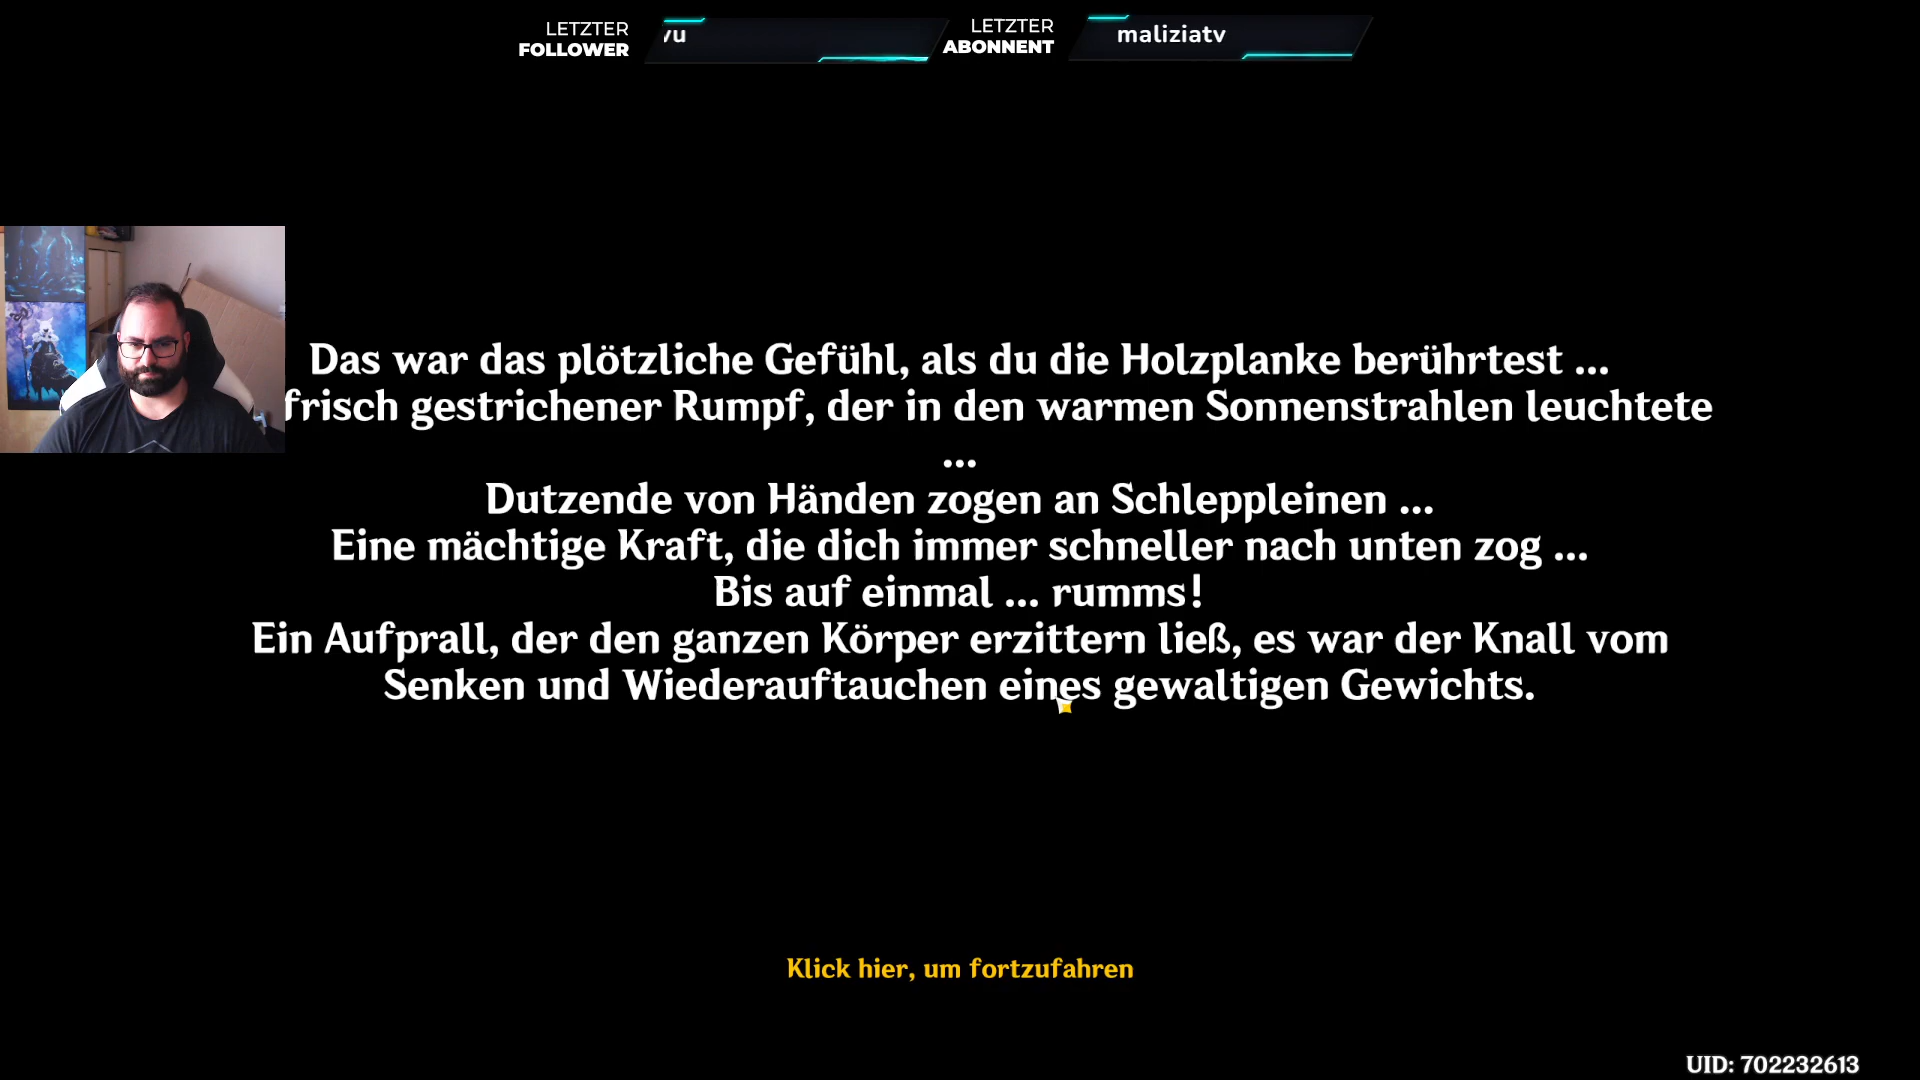 LETZTER
FOLLOWER
LETZTER
ABONNENT
maliziatv
Das war das plötzliche Gefühl, als du die Holzplanke berührtest ...
frisch gestrichener Rumpf, der in den warmen Sonnenstrahlen leuchtete
...
Dutzende von Händen zogen an Schleppleinen ...
Eine mächtige Kraft, die dich immer schneller nach unten zog ...
Bis auf einmal ... rumms!
Ein Aufprall, der den ganzen Körper erzittern ließ, es war der Knall vom
Senken und Wiederauftauchen eines gewaltigen Gewichts.
Klick hier, um fortzufahren
UID: 702232613